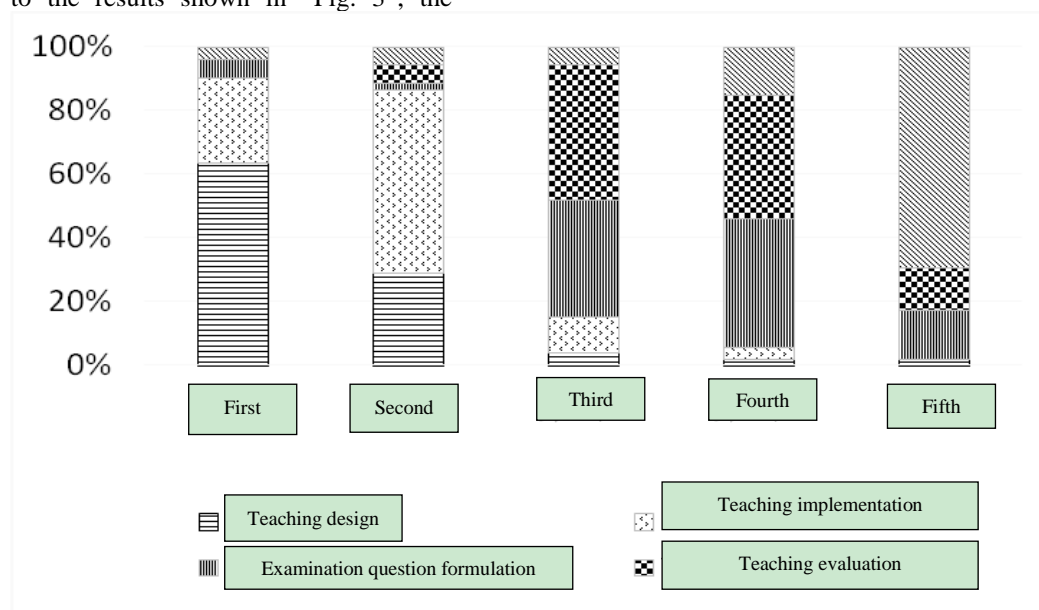 to the results shown in "Fig. 3", the
100%
80%
60%
40%
20%
0%
First Second Third Fourth Fifth
Teaching design Teaching implementation
Examination question formulation Teaching evaluation